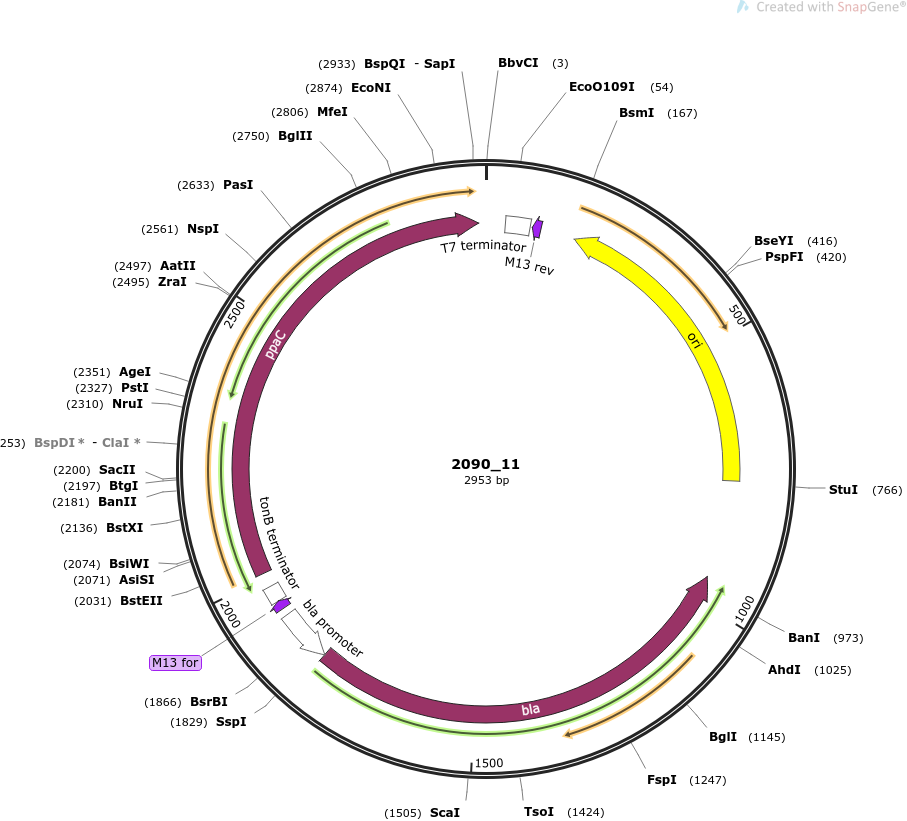 Created with SnapGene®
(2933) BspQI - SapI
BbvCI (3)
(2874) EcoNI
EcoO109I (54)
(2806) MfeI
BsmI (167)
(2750) BglII
(2633) PasI
(2561) NspI
BseYI (416)
PspFI (420)
(2497) AatII
(2495) ZraI
T7 terminator
M13 rev
2500
500
ori
ppaC
(2351) AgeI
(2327) PstI
(2310) NruI
253) BspDI * - ClaI *
(2200) SacII
(2197) BtgI
(2181) BanII
(2136) BstXI
2090_11
2953 bp
StuI (766)
(2074) BsiWI
(2071) AsiSI
(2031) BstEII
tonB terminator
2000
bla promoter
1000
BanI (973)
AhdI (1025)
M13 for
(1866) BsrBI
(1829) SspI
bla
BglI (1145)
FspI (1247)
1500
(1505) ScaI
TsoI (1424)